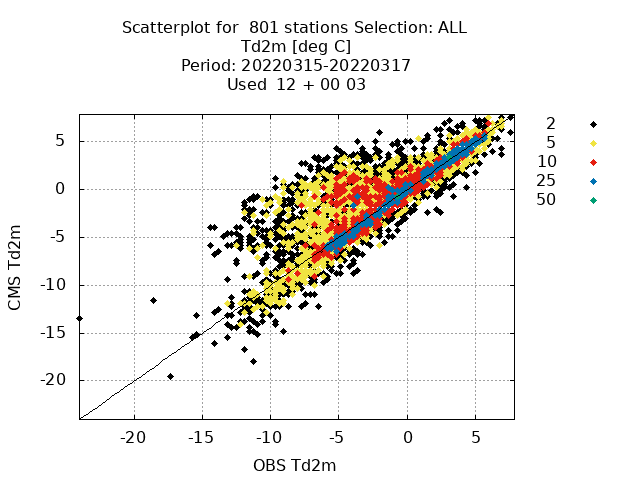 Scatterplot for  801 stations Selection: ALL
Td2m [deg C]
Period: 20220315-20220317
Used  12 + 00 03
2
5
10
25
50
5
0
-5
-10
-15
-20
CMS Td2m
-20 -15 -10 -5 0 5
OBS Td2m